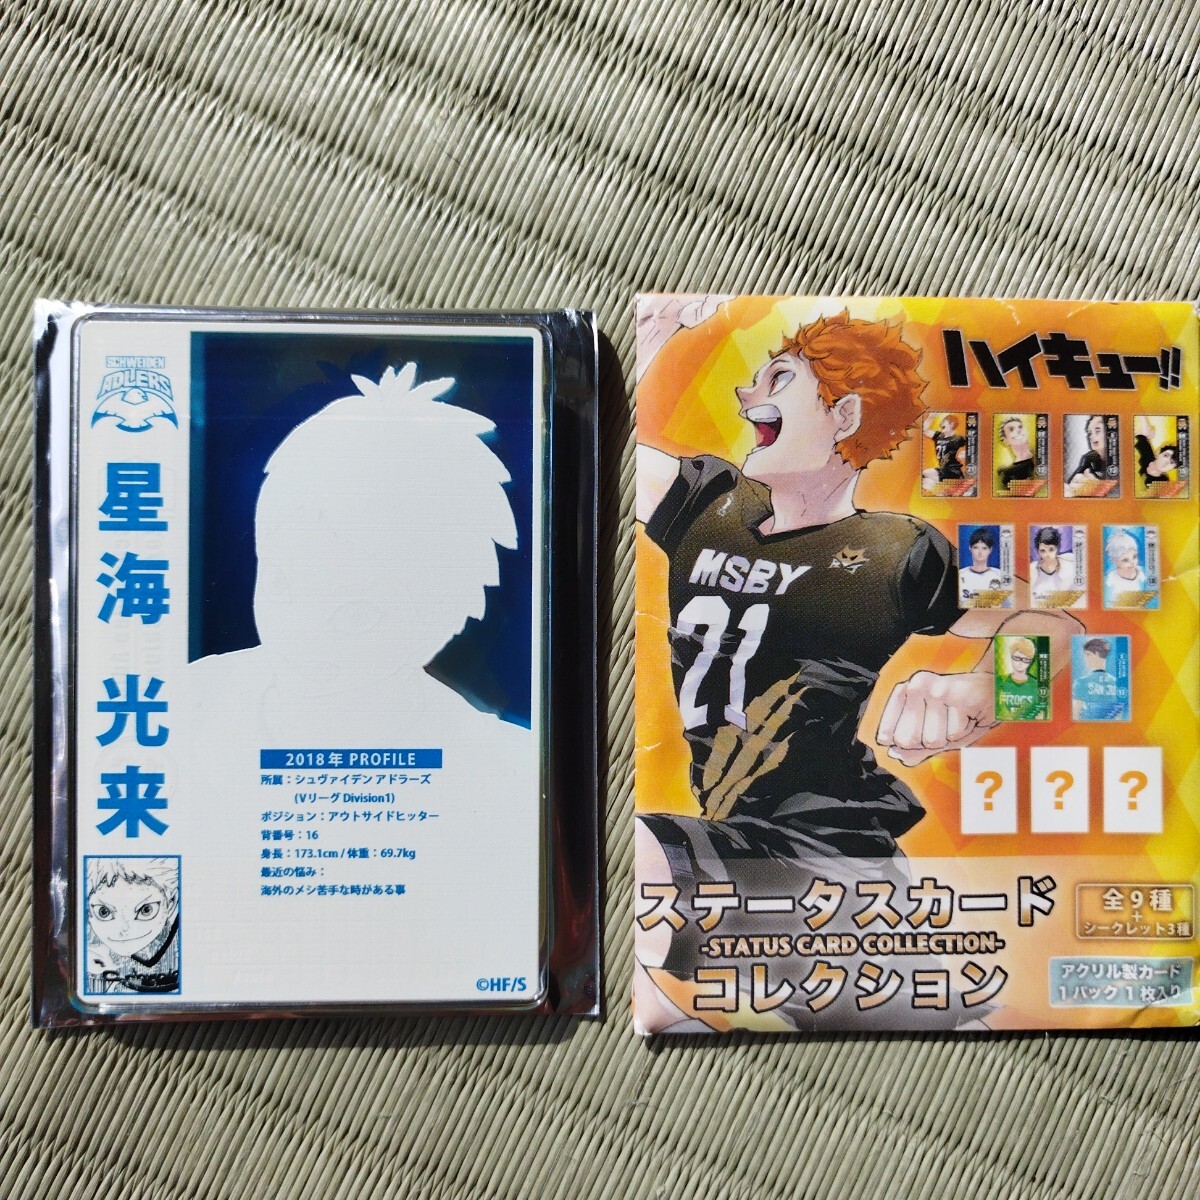 SCHWEIDEN
ADLERS
星海光来
2018年 PROFILE
所属：シュヴァイデン アドラーズ
(Vリーグ Division1)
ポジション：アウトサイドヒッター
背番号：16
身長：173.1cm / 体重：69.7kg
最近の悩み：
海外のメシ苦手な時がある事
©HF/S
ハイキュー!!
MSBY
21
FROGS
? ? ?
ステータスカード
-STATUS CARD COLLECTION-
コレクション
全9種
+
シークレット3種
アクリル製カード
1パック1枚入り